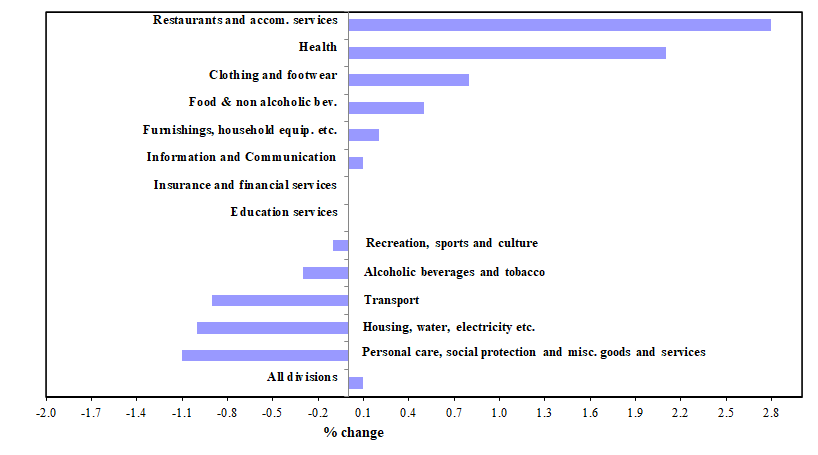 Restaurants and accom. services
Health
Clothing and footwear
Food & non alcoholic bev.
Furnishings, household equip. etc.
Information and Communication
Insurance and financial services
Education services
Recreation, sports and culture
Alcoholic beverages and tobacco
Transport
Housing, water, electricity etc.
Personal care, social protection and misc. goods and services
All divisions
-2.0 -1.7 -1.4 -1.1 -0.8 -0.5 -0.2 0.1 0.4 0.7 1.0 1.3 1.6 1.9 2.2 2.5 2.8
% change